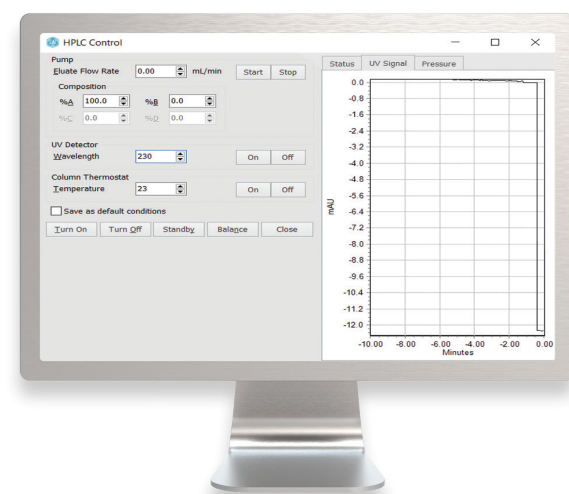 HPLC Control
Pump
Eluate Flow Rate 0.00 mL/min Start Stop
Composition
%A 100.0 %B 0.0
%C 0.0 %D 0.0
UV Detector
Wavelength 230 On Off
Column Thermostat
Temperature 23 On Off
Save as default conditions
Turn On Turn Off Standby Balance Close
Status UV Signal Pressure
0.0
-0.8
-1.6
-2.4
-3.2
-4.0
-4.8
-5.6
-6.4
-7.2
-8.0
-8.8
-9.6
-10.4
-11.2
-12.0
mAU
-10.00 -8.00 -6.00 -4.00 -2.00 0.00
Minutes